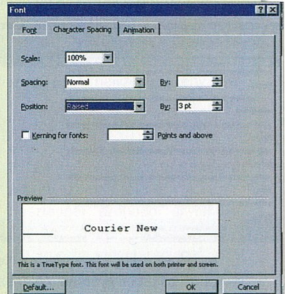 Font
Font Character Spacing Animation
Scale: 100%
Spacing: Normal By:
Position: Raised By: 3 pt
Kerning for fonts: Points and above
Preview
Courier New
This is a TrueType font. This font will be used on both printer and screen.
Default... OK Cancel